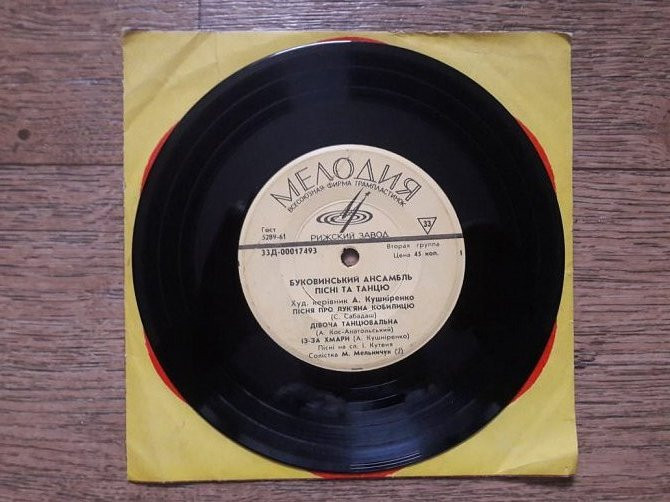 МЕЛОДИЯ
ВСЕСОЮЗНАЯ ФИРМА ГРАМПЛАСТИНОК
33
Гост
5289-61
РИЖСКИЙ ЗАВОД
33Д-00017493
Вторая группа
Цена 45 коп.
1
БУКОВИНСЬКИЙ АНСАМБЛЬ
ПІСНІ ТА ТАНЦЮ
Худ. керівник А. Кушніренко
ПІСНЯ ПРО ЛУК'ЯНА КОБИЛИЦЮ
(С. Сабадаш)
ДІВОЧА ТАНЦЮВАЛЬНА
(А. Кос-Анатольський)
ІЗ-ЗА ХМАРИ (А. Кушніренко)
Пісні на сл. І. Кутеня
Солістка М. Мельничук (2)